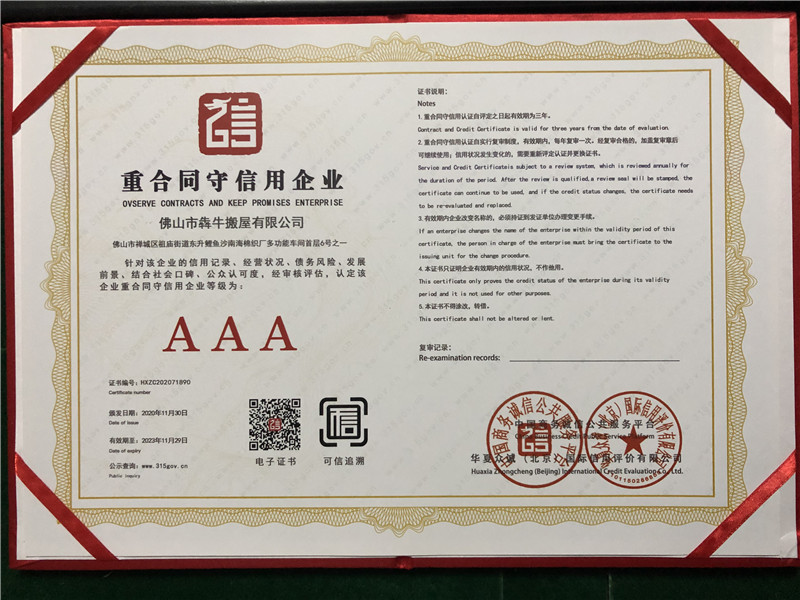 信
重合同守信用企业
OVSERVE CONTRACTS AND KEEP PROMISES ENTERPRISE
佛山市犇牛搬屋有限公司
佛山市禅城区祖庙街道东升鲤鱼沙南海棉织厂多功能车间首层6号之一
针对该企业的信用记录、经营状况、债务风险、发展
前景、结合社会口碑、公众认可度，经审核评估，认定该
企业重合同守信用企业等级为：
AAA
证书编号：HXZC202071890
Certificate number
颁发日期：2020年11月30日
Date of issue
有效期至：2023年11月29日
Date of expiry
公示查询：www.315gov.cn
Public inquiry
电子证书
信
可信追溯
证书说明：
Notes
1.重合同守信用认证自评定之日起有效期为三年。
Contract and Credit Certificate is valid for three years from the date of evaluation.
2.重合同守信用认证自实行复审制度，有效期内，每年复审一次，经复审合格的，加盖复审章后
可继续使用；信用状况发生变化的，需要重新评定认证并更换证书。
Service and Credit Certificateis subject to a review system, which is reviewed annually for
the duration of the period. After the review is qualified,a review seal will be stamped, the
certificate can continue to be used, and if the credit status changes, the certificate needs
to be re-evaluated and replaced.
3.有效期内企业改变名称的，必须持证到发证单位办理变更手续。
If an enterprise changes the name of the enterprise within the validity period of this
certificate, the person in charge of the enterprise must bring the certificate to the
issuing unit for the change procedure.
4.本证书只证明企业有效期内的信用状况，不作他用。
This certificate only proves the credit status of the enterprise during its validity
period and it is not used for other purposes.
5.本证书不得涂改，转借。
This certificate shall not be altered or lent.
复审记录：
Re-examination records:
中国商务诚信公共服务平台
华夏众诚（北京）国际信用评价有限公司
Huaxia Zhongcheng (Beijing) International Credit Evaluation Co., Ltd.